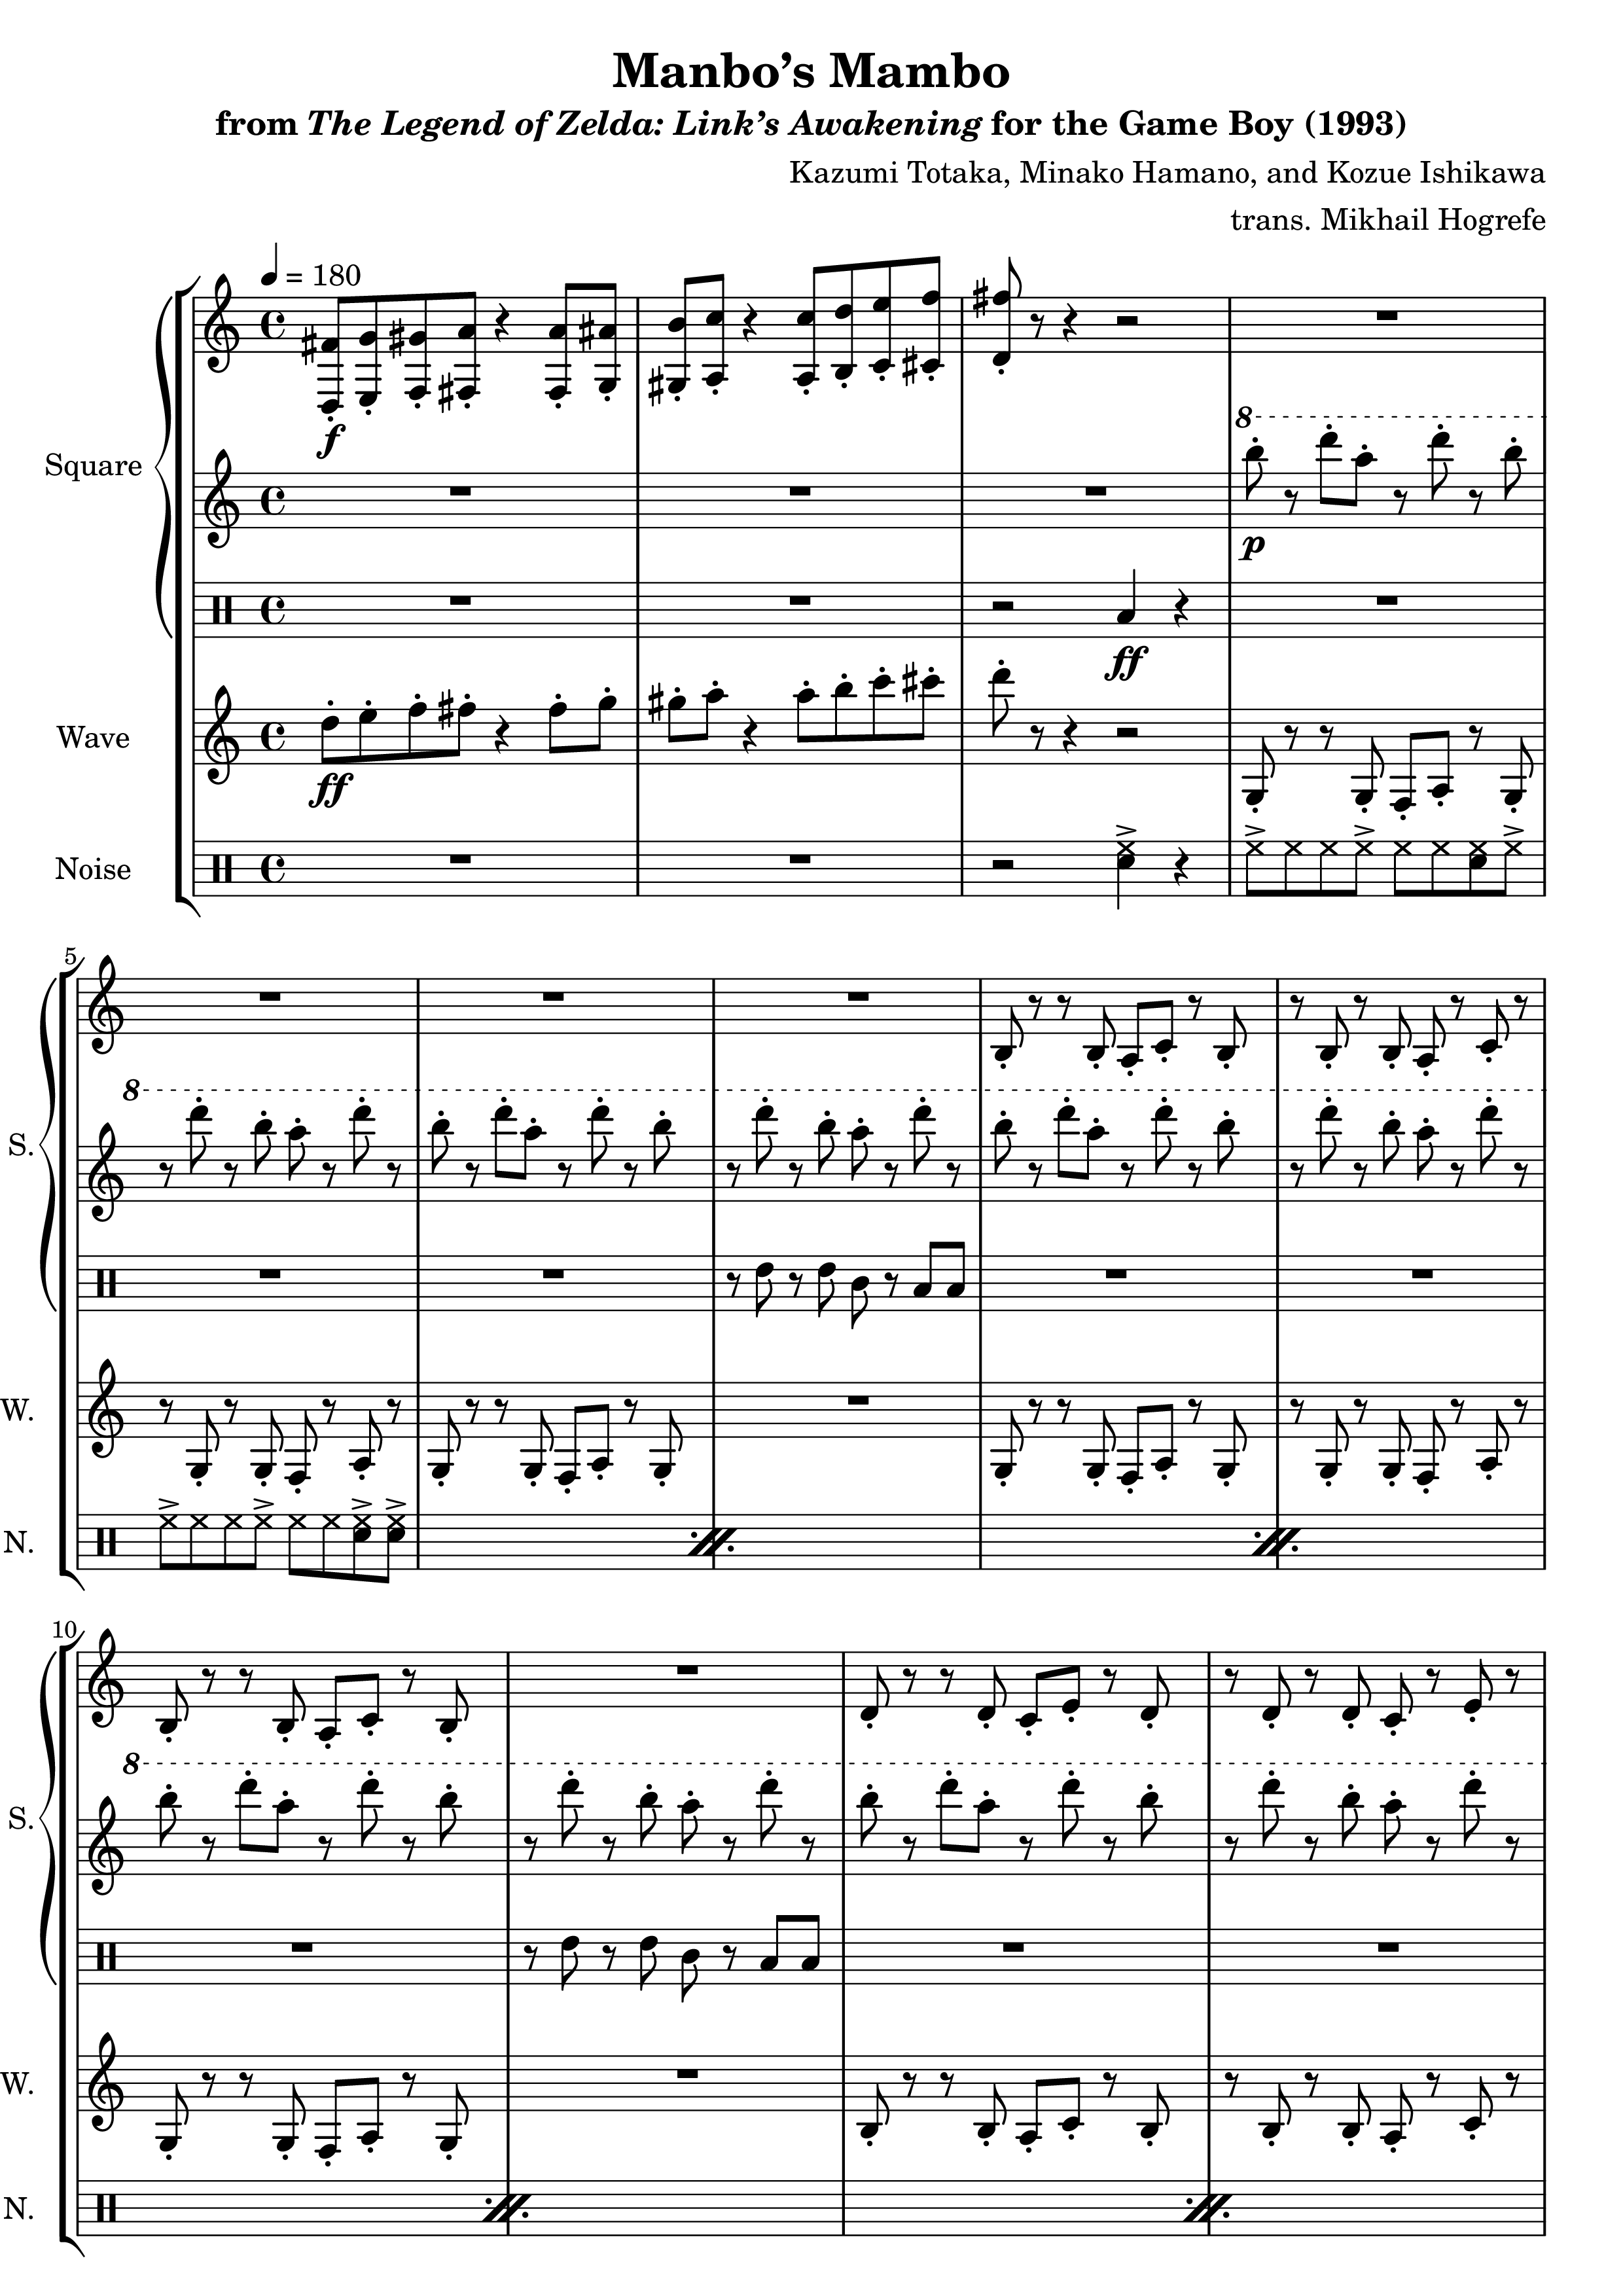 Manbo’s Mambo
from The Legend of Zelda: Link’s Awakening for the Game Boy (1993)
Kazumi Totaka, Minako Hamano, and Kozue Ishikawa
trans. Mikhail Hogrefe
= 180
Square
f
8
p
ff
Wave
ff
Noise
5
8
S.
W.
N.
10
8
S.
W.
N.